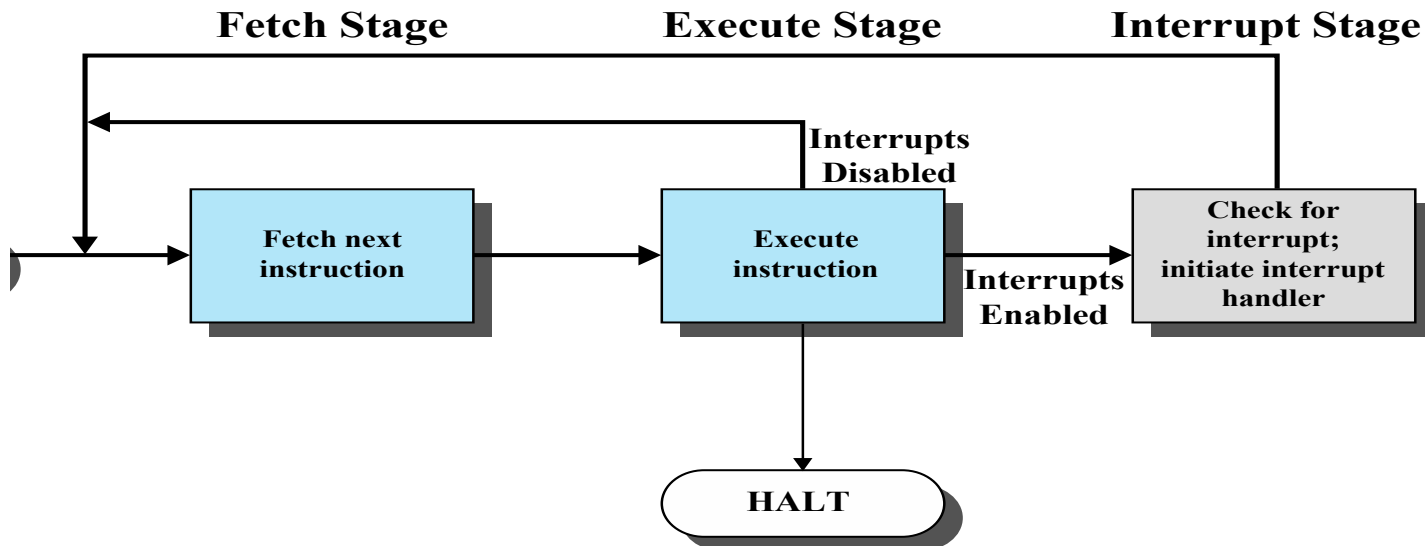 Fetch Stage
Execute Stage
Interrupt Stage
Interrupts
Disabled
Fetch next
instruction
Execute
instruction
Interrupts
Enabled
Check for
interrupt;
initiate interrupt
handler
HALT